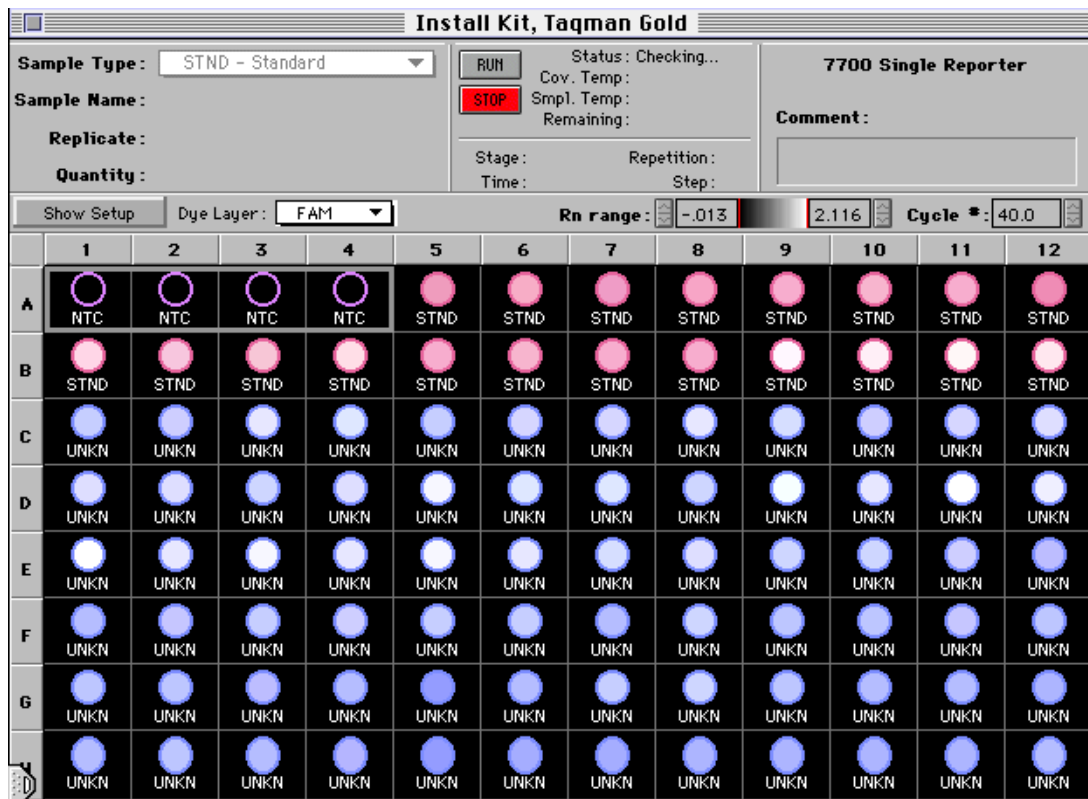 Install Kit, Taqman Gold
Sample Type: STND - Standard
Sample Name:
Replicate:
Quantity:
RUN
STOP
Status: Checking...
Cov. Temp:
Smpl. Temp:
Remaining:
Stage: Repetition:
Time: Step:
7700 Single Reporter
Comment:
Show Setup Dye Layer: FAM Rn range: -.013 2.116 Cycle #: 40.0
1 2 3 4 5 6 7 8 9 10 11 12
A
NTC NTC NTC NTC STND STND STND STND STND STND STND STND
B
STND STND STND STND STND STND STND STND STND STND STND STND
C
UNKN UNKN UNKN UNKN UNKN UNKN UNKN UNKN UNKN UNKN UNKN UNKN
D
UNKN UNKN UNKN UNKN UNKN UNKN UNKN UNKN UNKN UNKN UNKN UNKN
E
UNKN UNKN UNKN UNKN UNKN UNKN UNKN UNKN UNKN UNKN UNKN UNKN
F
UNKN UNKN UNKN UNKN UNKN UNKN UNKN UNKN UNKN UNKN UNKN UNKN
G
UNKN UNKN UNKN UNKN UNKN UNKN UNKN UNKN UNKN UNKN UNKN UNKN
UNKN UNKN UNKN UNKN UNKN UNKN UNKN UNKN UNKN UNKN UNKN UNKN